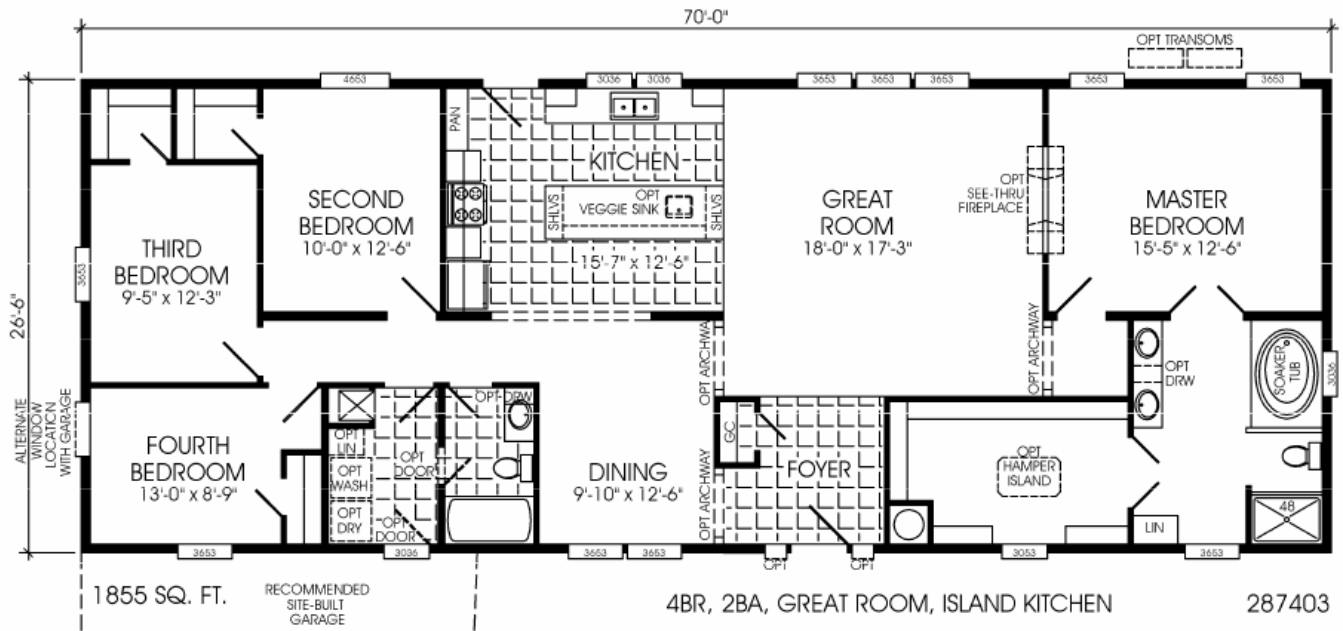 70'-0"
OPT TRANSOMS
4653
3036
3036
3653
3653
3653
3653
3653
PAN
KITCHEN
OPT
VEGGIE SINK
SHLVS
SHLVS
15'-7" x 12'-6"
SECOND
BEDROOM
10'-0" x 12'-6"
GREAT
ROOM
18'-0" x 17'-3"
OPT
SEE-THRU
FIREPLACE
MASTER
BEDROOM
15'-5" x 12'-6"
THIRD
BEDROOM
9'-5" x 12'-3"
3653
26'-6"
OPT ARCHWAY
OPT ARCHWAY
OPT
DRW
SOAKER
TUB
3036
ALTERNATE
WINDOW
LOCATION
WITH GARAGE
FOURTH
BEDROOM
13'-0" x 8'-9"
OPT
LIN
OPT
WASH
OPT
DRY
OPT
DOOR
OPT
DOOR
OPT DRW
DINING
9'-10" x 12'-6"
OPT ARCHWAY
GC
FOYER
OPT
HAMPER
ISLAND
LIN
48
3653
3036
3653
3653
OPT
OPT
3053
3653
1855 SQ. FT.
RECOMMENDED
SITE-BUILT
GARAGE
4BR, 2BA, GREAT ROOM, ISLAND KITCHEN
287403